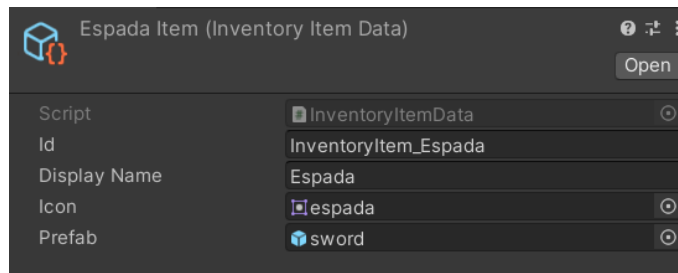 Espada Item (Inventory Item Data)
Open
Script InventoryItemData
Id InventoryItem_Espada
Display Name Espada
Icon espada
Prefab sword